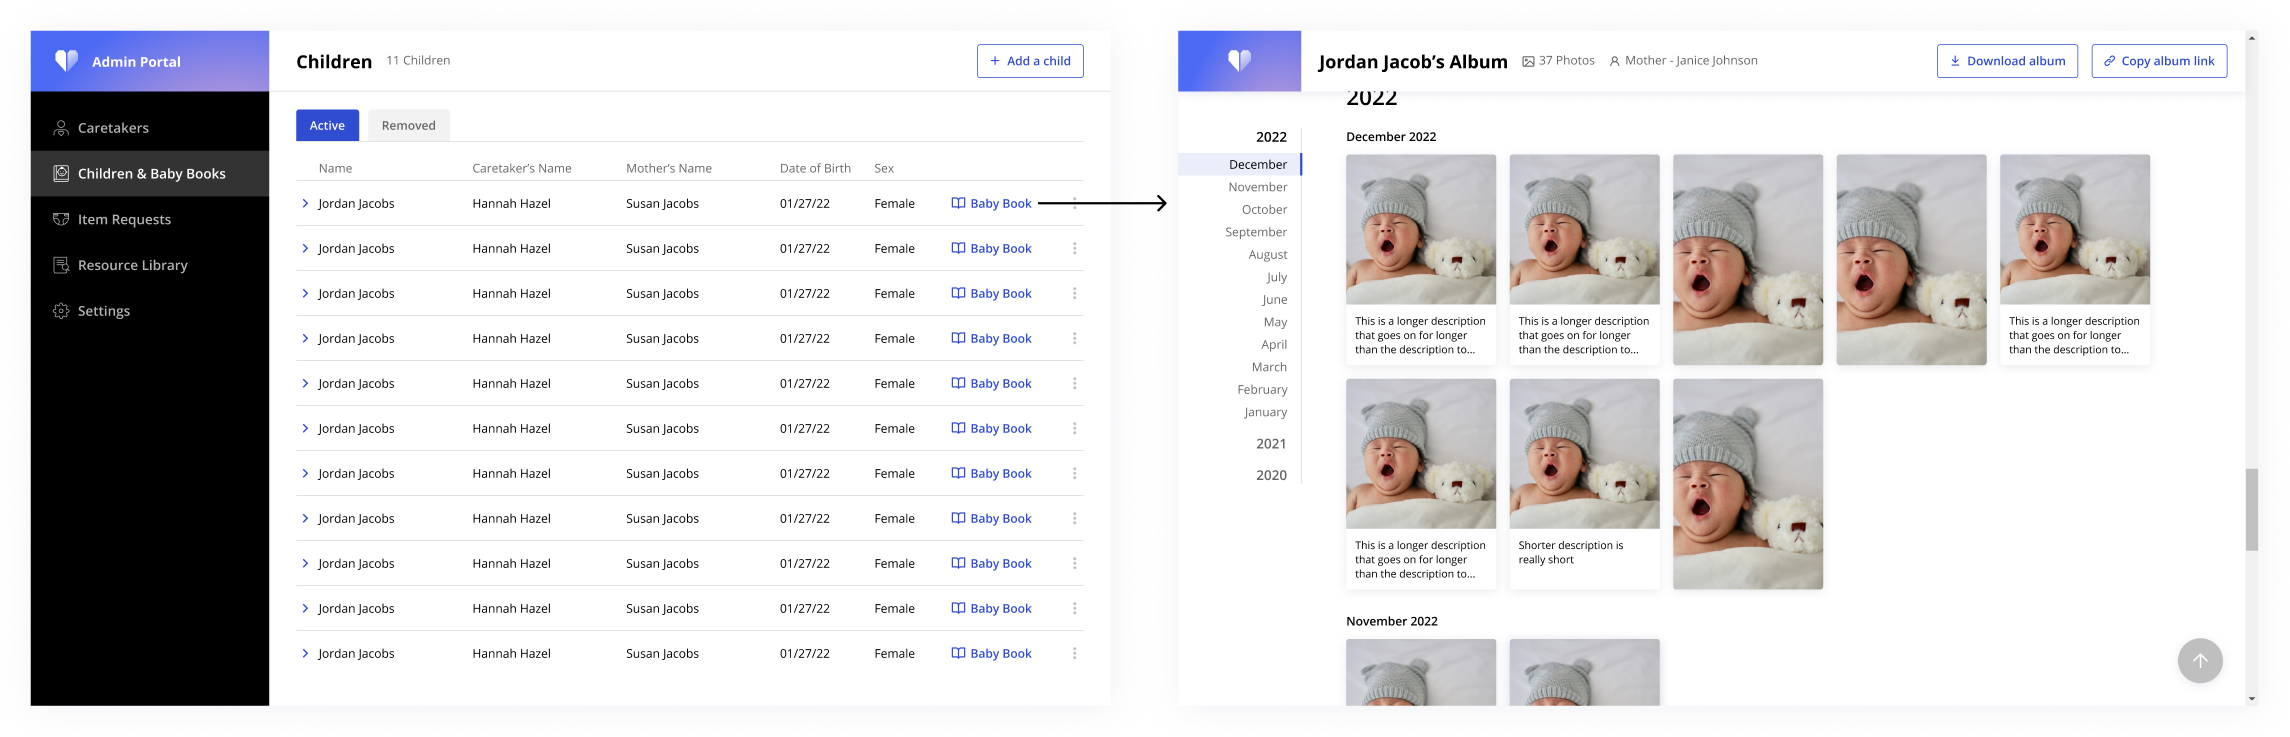 Admin Portal
Caretakers
Children & Baby Books
Item Requests
Resource Library
Settings
Children 11 Children
+ Add a child
Active Removed
Name Caretaker's Name Mother's Name Date of Birth Sex
Jordan Jacobs Hannah Hazel Susan Jacobs 01/27/22 Female Baby Book
Jordan Jacobs Hannah Hazel Susan Jacobs 01/27/22 Female Baby Book
Jordan Jacobs Hannah Hazel Susan Jacobs 01/27/22 Female Baby Book
Jordan Jacobs Hannah Hazel Susan Jacobs 01/27/22 Female Baby Book
Jordan Jacobs Hannah Hazel Susan Jacobs 01/27/22 Female Baby Book
Jordan Jacobs Hannah Hazel Susan Jacobs 01/27/22 Female Baby Book
Jordan Jacobs Hannah Hazel Susan Jacobs 01/27/22 Female Baby Book
Jordan Jacobs Hannah Hazel Susan Jacobs 01/27/22 Female Baby Book
Jordan Jacobs Hannah Hazel Susan Jacobs 01/27/22 Female Baby Book
Jordan Jacobs Hannah Hazel Susan Jacobs 01/27/22 Female Baby Book
Jordan Jacobs Hannah Hazel Susan Jacobs 01/27/22 Female Baby Book
Jordan Jacob's Album 37 Photos Mother - Janice Johnson
Download album
Copy album link
2022
December
November
October
September
August
July
June
May
April
March
February
January
2021
2020
2022
December 2022
This is a longer description
that goes on for longer
than the description to...
This is a longer description
that goes on for longer
than the description to...
This is a longer description
that goes on for longer
than the description to...
This is a longer description
that goes on for longer
than the description to...
Shorter description is
really short
November 2022